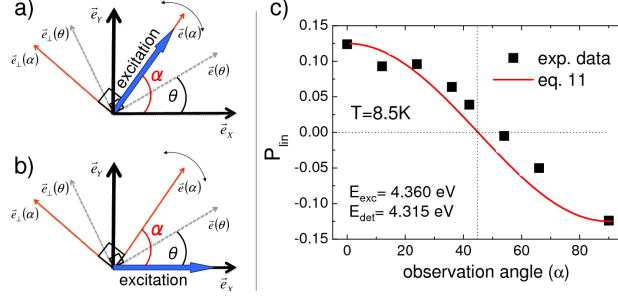 a)
e⃗_Y
e⃗(α)
e⃗_⊥(α)
e⃗_⊥(θ)
e⃗(θ)
excitation
α
θ
e⃗_X
b)
e⃗_Y
e⃗(α)
e⃗_⊥(θ)
e⃗_⊥(α)
e⃗(θ)
α
θ
excitation
e⃗_X
c)
0.15
0.10
0.05
0.00
-0.05
-0.10
-0.15
P_lin
exp. data
eq. 11
T=8.5K
E_exc= 4.360 eV
E_det= 4.315 eV
0 20 40 60 80
observation angle (α)